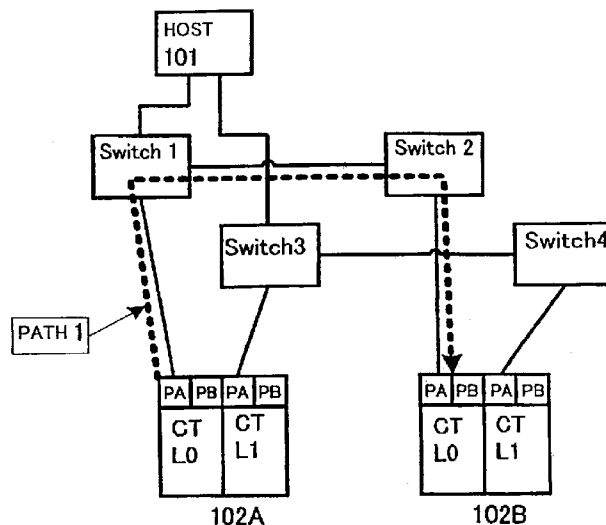 HOST
101
Switch 1
Switch 2
Switch3
Switch4
PATH 1
PA PB PA PB
CT CT
L0 L1
102A
PA PB PA PB
CT CT
L0 L1
102B